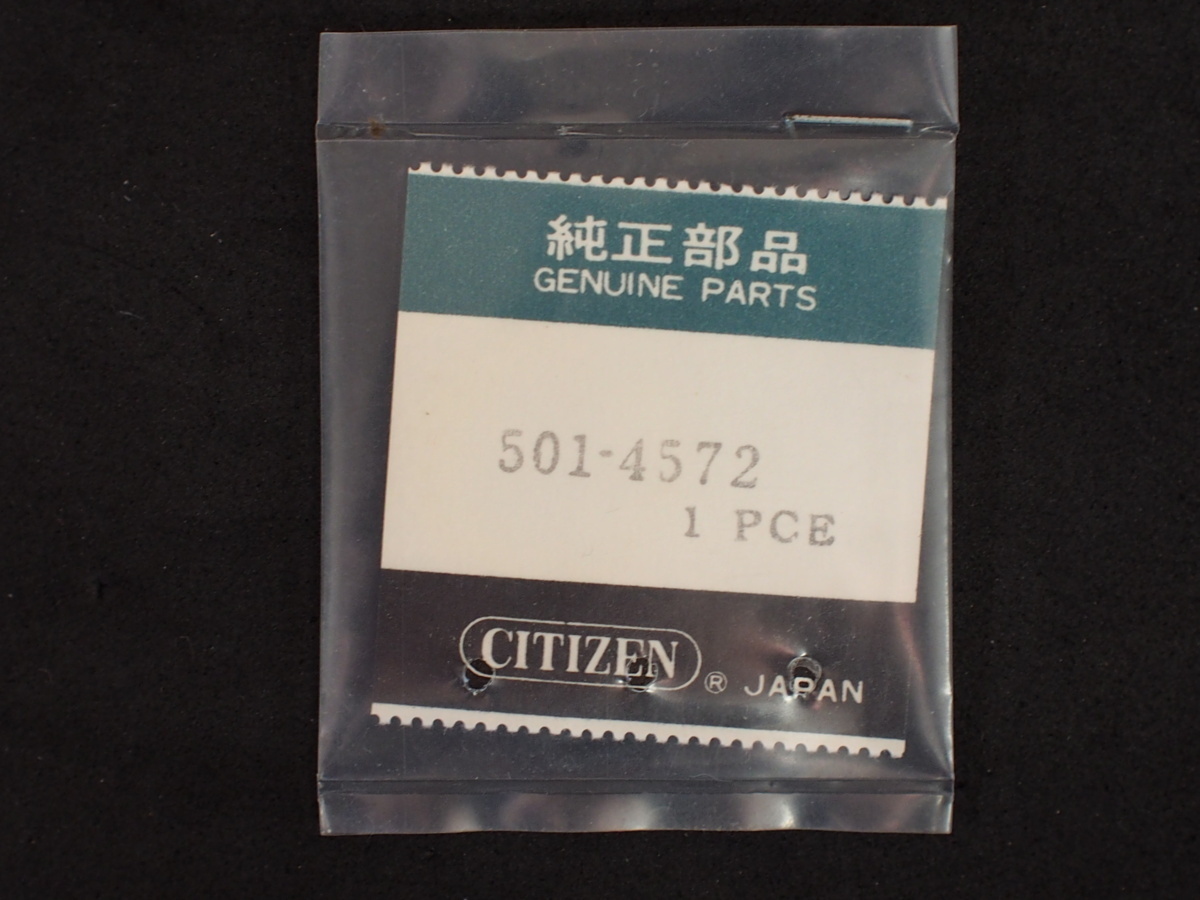 純正部品
GENUINE PARTS
501-4572
1 PCE
CITIZEN ® JAPAN